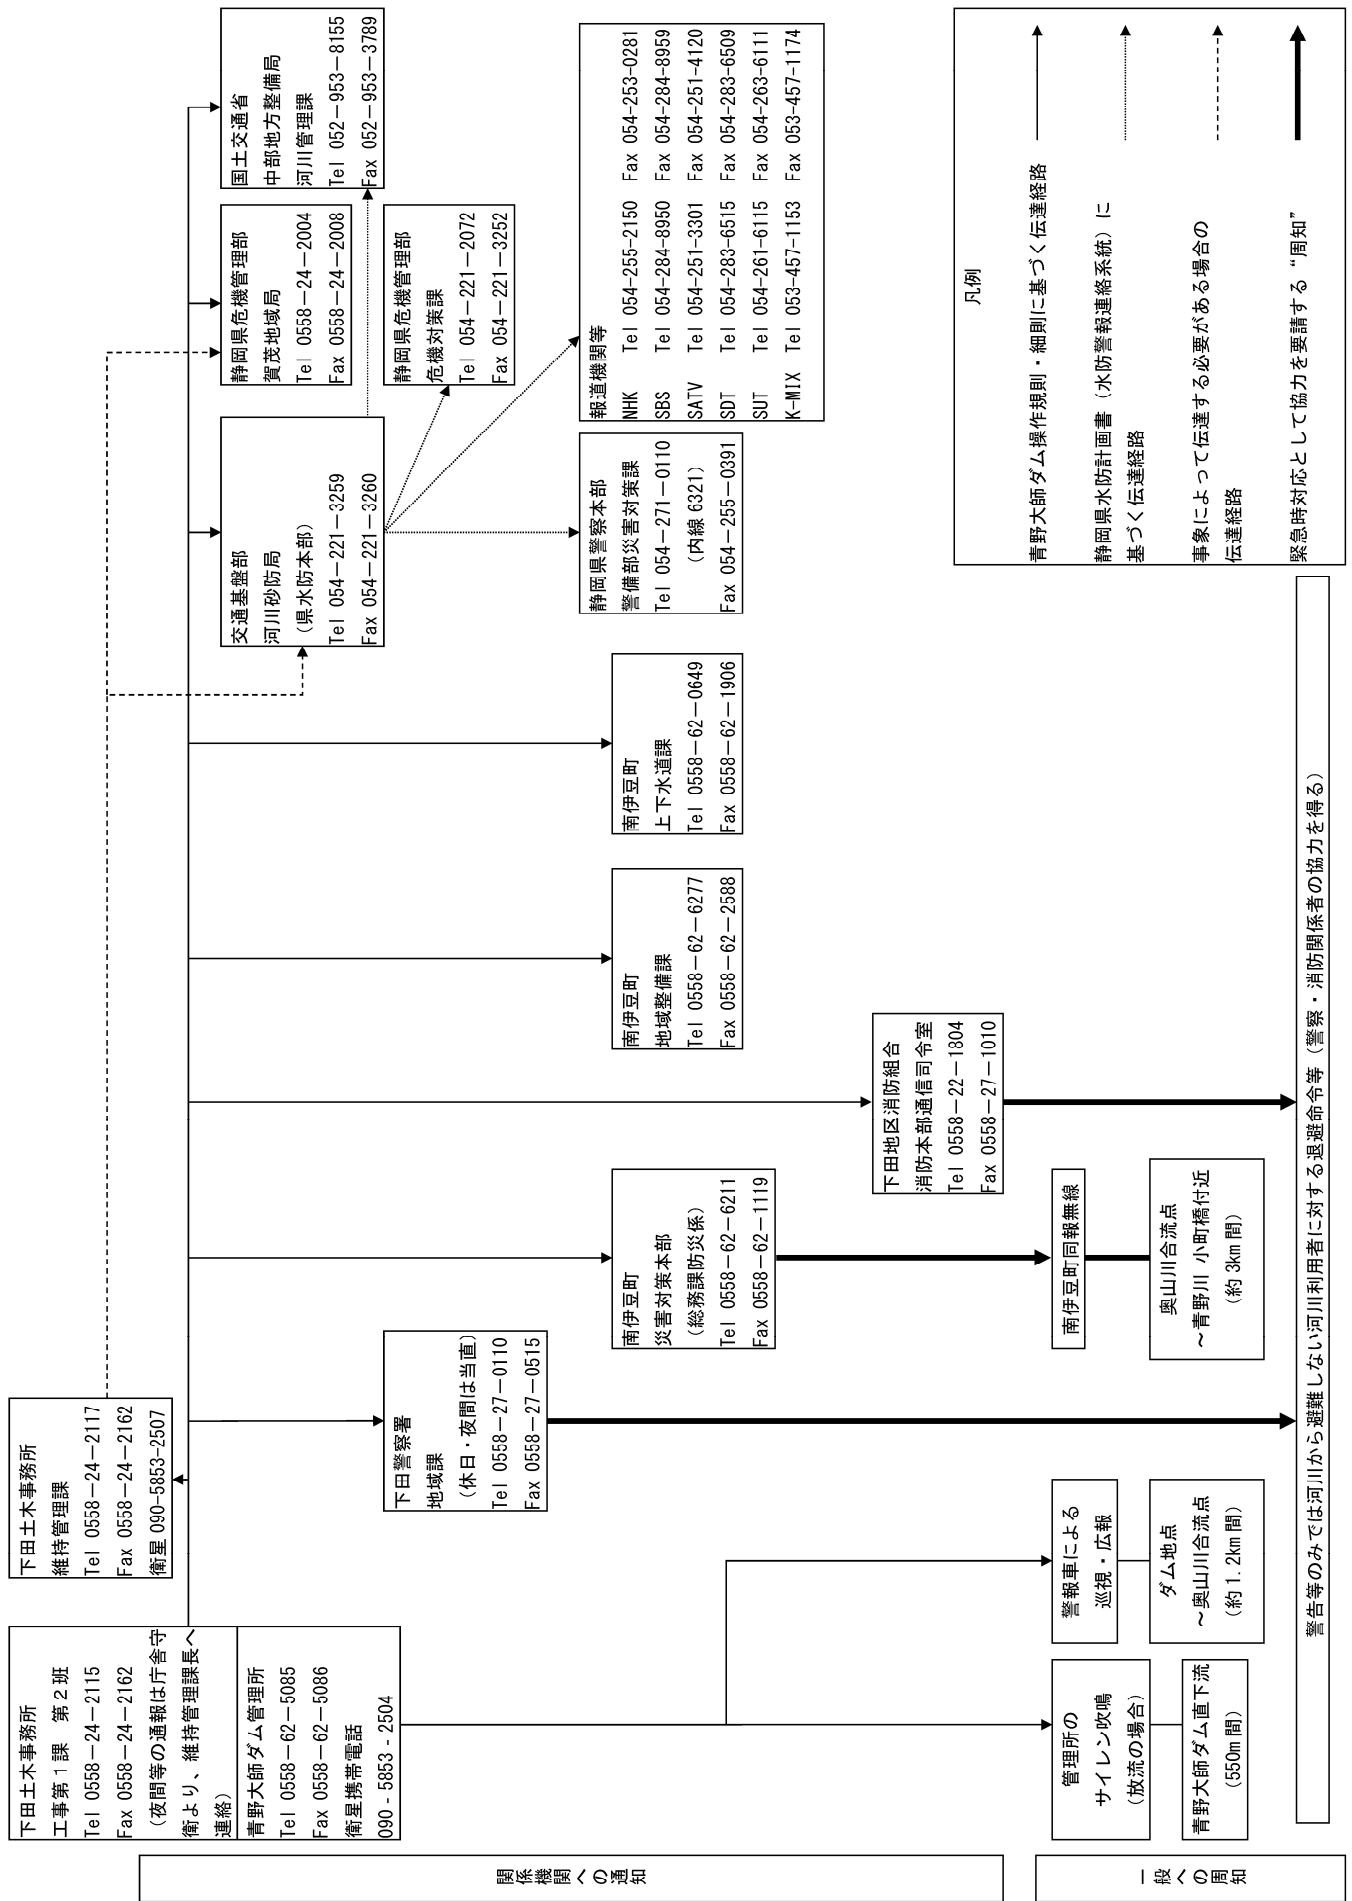 関係機関への通知
下田土木事務所
工事第1課　第2班
Tel 0558－24－2115
Fax 0558－24－2162
（夜間等の通報は庁舎守
衛より、維持管理課長へ
連絡）
青野大師ダム管理所
Tel 0558－62－5085
Fax 0558－62－5086
衛星携帯電話
090 - 5853 - 2504
下田土木事務所
維持管理課
Tel 0558－24－2117
Fax 0558－24－2162
衛星 090-5853-2507
下田警察署
地域課
（休日・夜間は当直）
Tel 0558－27－0110
Fax 0558－27－0515
南伊豆町
災害対策本部
（総務課防災係）
Tel 0558－62－6211
Fax 0558－62－1119
下田地区消防組合
消防本部通信司令室
Tel 0558－22－1804
Fax 0558－27－1010
南伊豆町
地域整備課
Tel 0558－62－6277
Fax 0558－62－2588
南伊豆町
上下水道課
Tel 0558－62－0649
Fax 0558－62－1906
交通基盤部
河川砂防局
（県水防本部）
Tel 054－221－3259
Fax 054－221－3260
静岡県危機管理部
賀茂地域局
Tel 0558－24－2004
Fax 0558－24－2008
国土交通省
中部地方整備局
河川管理課
Tel 052－953－8155
Fax 052－953－3789
静岡県危機管理部
危機対策課
Tel 054－221－2072
Fax 054－221－3252
静岡県警察本部
警備部災害対策課
Tel 054－271－0110
（内線 6321）
Fax 054－255－0391
報道機関等
NHK Tel 054-255-2150 Fax 054-253-0281
SBS Tel 054-284-8950 Fax 054-284-8959
SATV Tel 054-251-3301 Fax 054-251-4120
SDT Tel 054-283-6515 Fax 054-283-6509
SUT Tel 054-261-6115 Fax 054-263-6111
K-MIX Tel 053-457-1153 Fax 053-457-1174
一般への周知
管理所の
サイレン吹鳴
（放流の場合）
青野大師ダム直下流
（550m 間）
警報車による
巡視・広報
ダム地点
～奥山川合流点
（約 1.2km 間）
南伊豆町同報無線
奥山川合流点
～青野川 小町橋付近
（約 3km 間）
警告等のみでは河川から避難しない河川利用者に対する退避命令等（警察・消防関係者の協力を得る）
凡例
青野大師ダム操作規則・細則に基づく伝達経路
静岡県水防計画書（水防警報連絡系統）に
基づく伝達経路
事象によって伝達する必要がある場合の
伝達経路
緊急時対応として協力を要請する“周知”